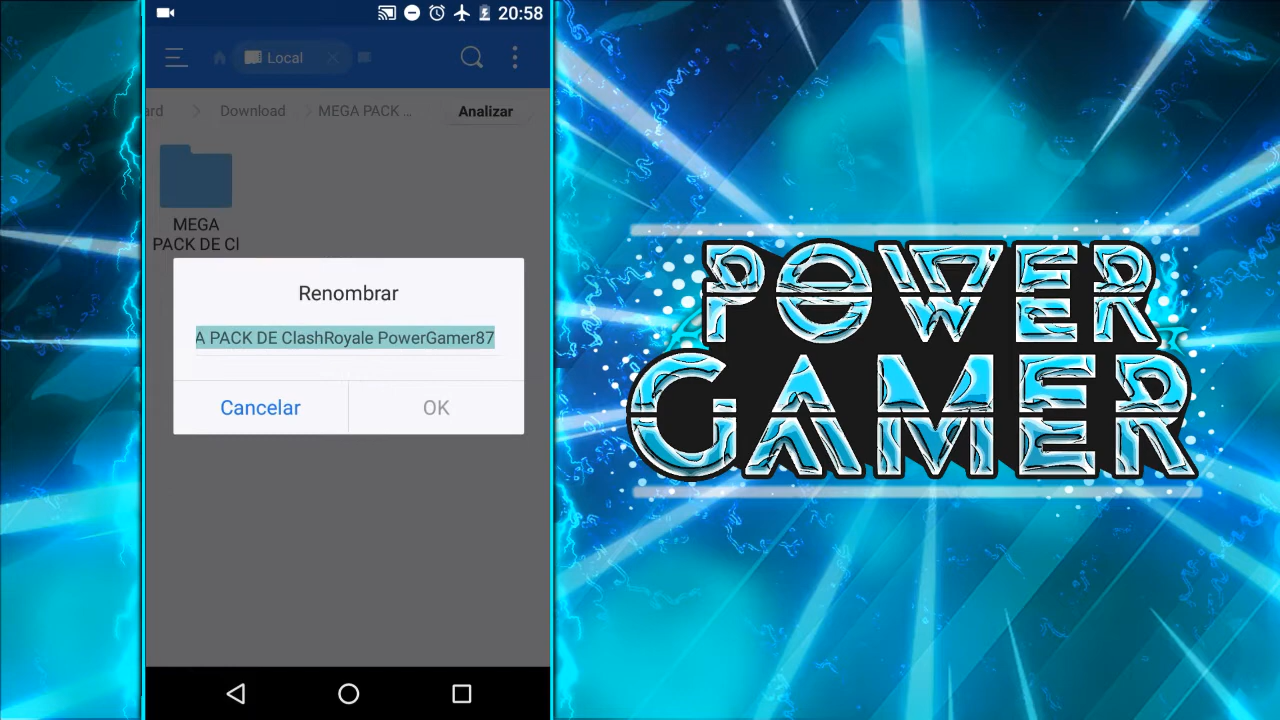 20:58
Local
ard
Download
MEGA PACK ...
Analizar
MEGA
PACK DE Cl
Renombrar
A PACK DE ClashRoyale PowerGamer87
Cancelar
OK
POWER
GAMER